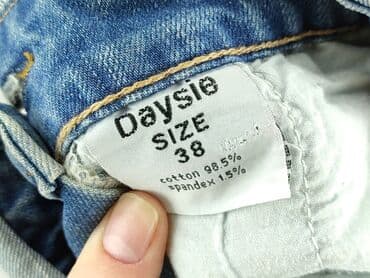 Daysie
SIZE
38
cotton 98.5%
spandex 1.5%